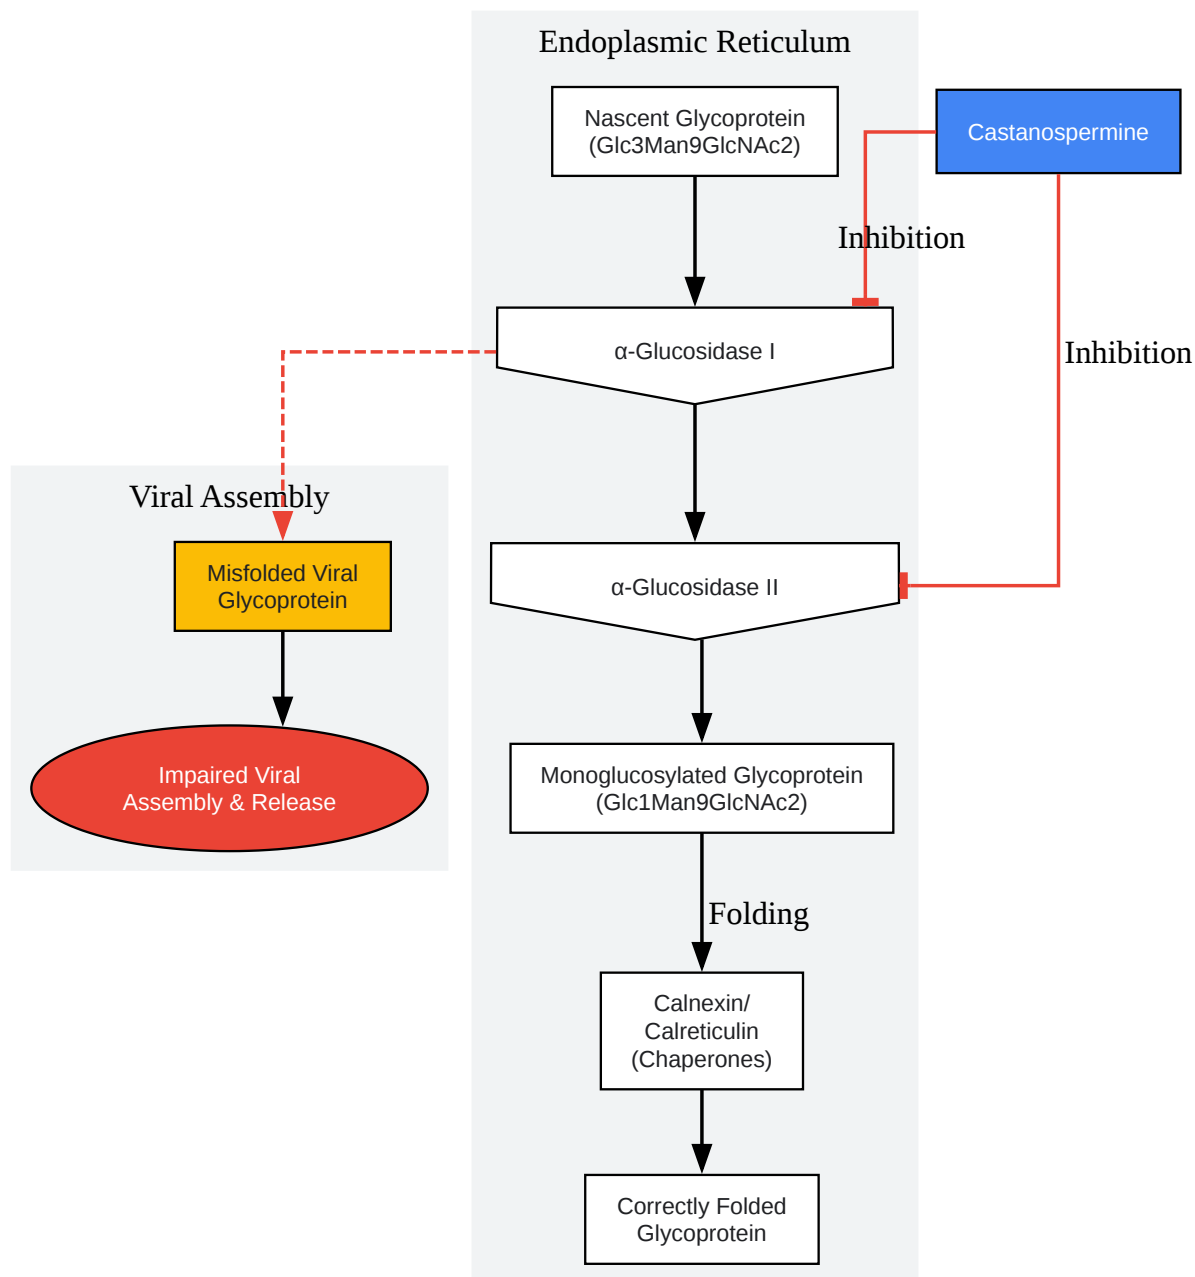 Endoplasmic Reticulum
Nascent Glycoprotein
(Glc3Man9GlcNAc2)
Castanospermine
Inhibition
α-Glucosidase I
Inhibition
Viral Assembly
Misfolded Viral
Glycoprotein
α-Glucosidase II
Impaired Viral
Assembly & Release
Monoglucosylated Glycoprotein
(Glc1Man9GlcNAc2)
Folding
Calnexin/
Calreticulin
(Chaperones)
Correctly Folded
Glycoprotein